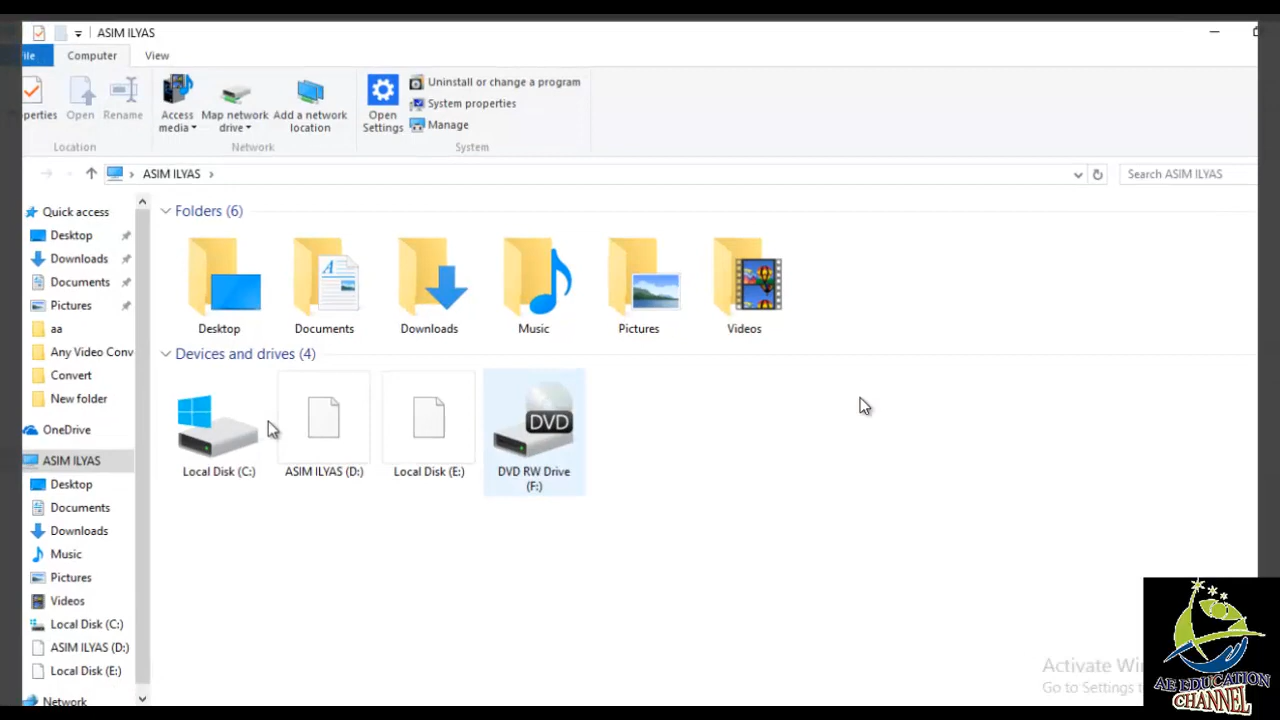 ASIM ILYAS
ile
Computer
View
operties
Open
Rename
Access media
Map network drive
Add a network location
Open Settings
Uninstall or change a program
System properties
Manage
Location
Network
System
ASIM ILYAS
Search ASIM ILYAS
Quick access
Desktop
Downloads
Documents
Pictures
aa
Any Video Conv
Convert
New folder
OneDrive
ASIM ILYAS
Desktop
Documents
Downloads
Music
Pictures
Videos
Local Disk (C:)
ASIM ILYAS (D:)
Local Disk (E:)
Network
Folders (6)
Desktop
Documents
Downloads
Music
Pictures
Videos
Devices and drives (4)
DVD
Local Disk (C:)
ASIM ILYAS (D:)
Local Disk (E:)
DVD RW Drive
(F:)
Activate Wi
Go to Settings t
AE EDUCATION
CHANNEL